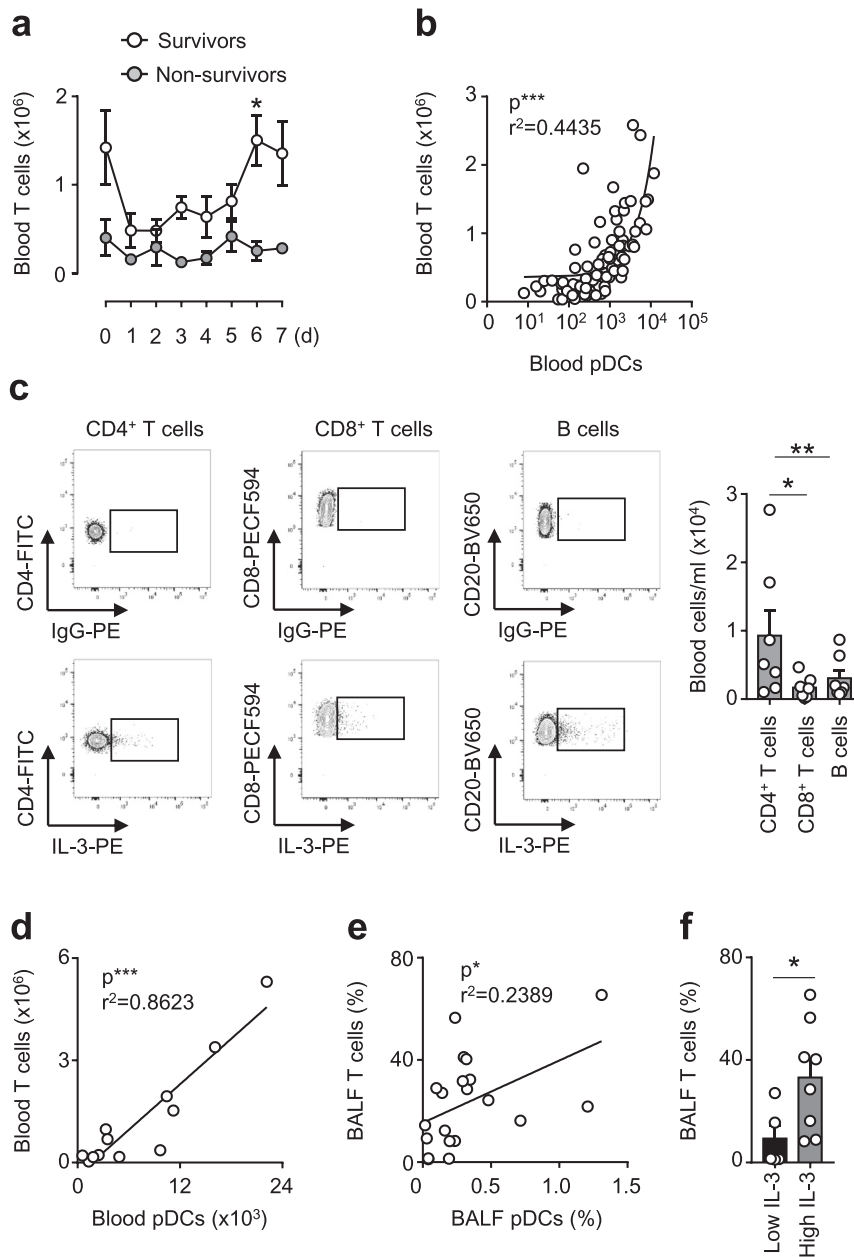 a
Survivors
Non-survivors
Blood T cells (x10⁶)
2
*
1
0
0 1 2 3 4 5 6 7 (d)
b
Blood T cells (x10⁶)
3
p***
r²=0.4435
2
1
0
0 10¹ 10² 10³ 10⁴ 10⁵
Blood pDCs
c
CD4⁺ T cells
CD8⁺ T cells
B cells
CD4-FITC
IgG-PE
CD8-PECF594
IgG-PE
CD20-BV650
IgG-PE
CD4-FITC
IL-3-PE
CD8-PECF594
IL-3-PE
CD20-BV650
IL-3-PE
Blood cells/ml (x10⁴)
**
*
3
2
1
0
CD4⁺ T cells
CD8⁺ T cells
B cells
d
Blood T cells (x10⁶)
6
p***
r²=0.8623
3
0
0 12 24
Blood pDCs (x10³)
e
BALF T cells (%)
80
p*
r²=0.2389
40
0
0 0.5 1.0 1.5
BALF pDCs (%)
f
BALF T cells (%)
80
*
40
0
Low IL-3
High IL-3